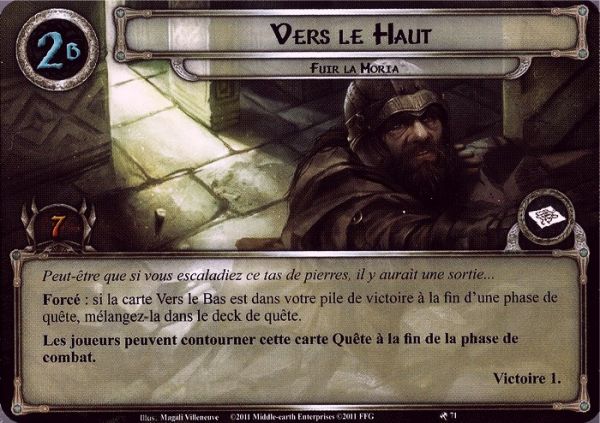 2B
VERS LE HAUT
FUIR LA MORIA
7
Peut-être que si vous escaladiez ce tas de pierres, il y aurait une sortie...
Forcé : si la carte Vers le Bas est dans votre pile de victoire à la fin d'une phase de
quête, mélangez-la dans le deck de quête.
Les joueurs peuvent contourner cette carte Quête à la fin de la phase de
combat.
Victoire 1.
Illus. Magali Villeneuve ©2011 Middle-earth Enterprises ©2011 FFG 71